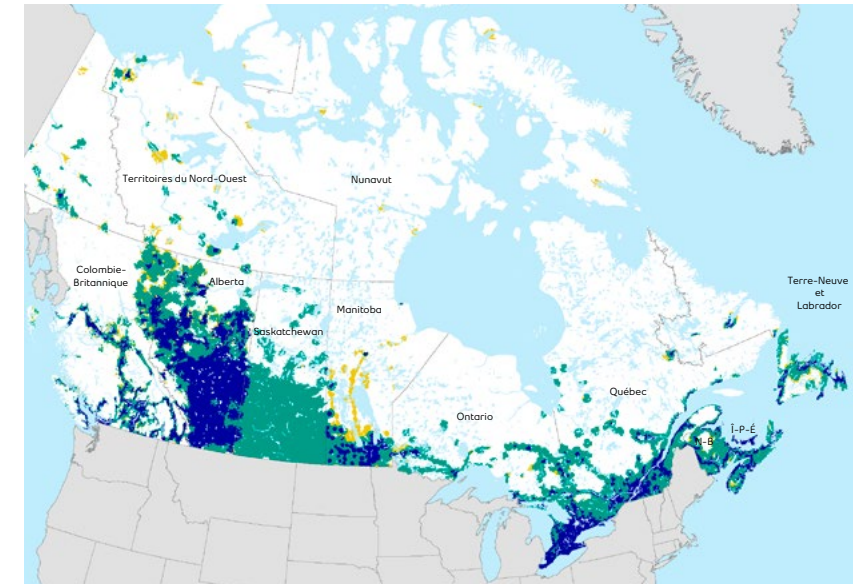 Territoires du Nord-Ouest
Nunavut
Colombie-
Britannique
Alberta
Terre-Neuve
et
Labrador
Manitoba
Saskatchewan
Québec
Ontario
Î-P-É
N-B